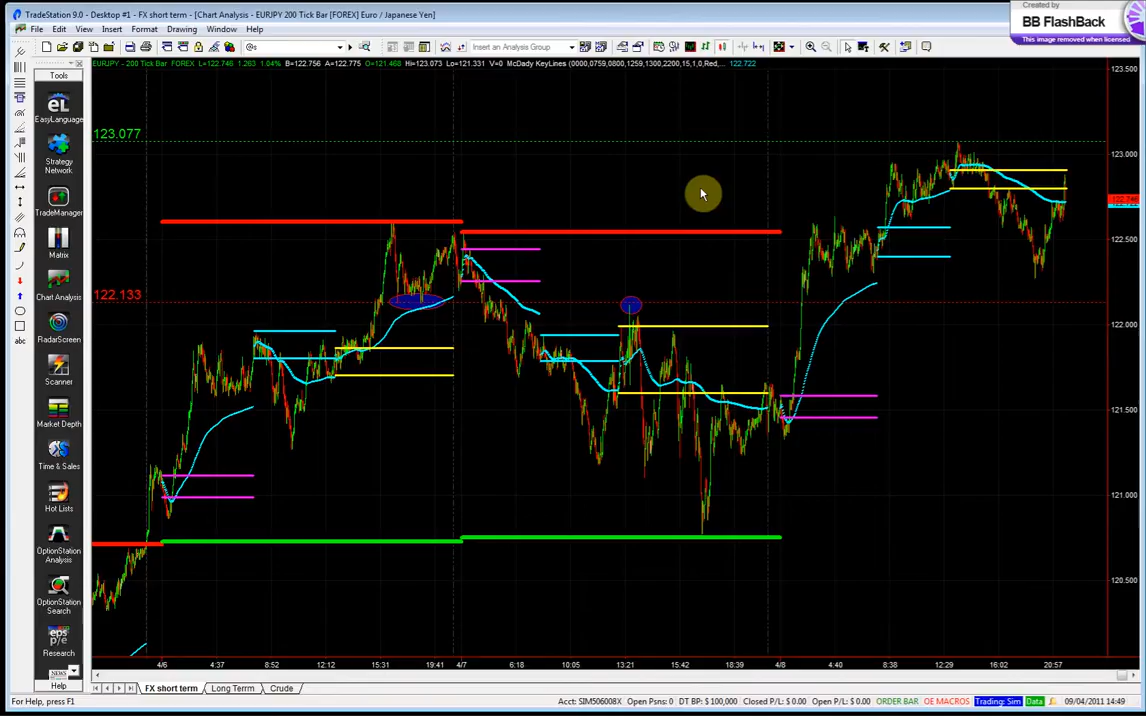 TradeStation 9.0 - Desktop #1 - FX short term - [Chart Analysis - EURJPY 200 Tick Bar [FOREX] Euro / Japanese Yen]
Created by
BB FlashBack
This image removed when licensed
File Edit View Insert Format Drawing Window Help
@s
Insert an Analysis Group
EURJPY - 200 Tick Bar FOREX L=122.746 1.263 1.04% B=122.756 A=122.775 O=121.468 Hi=123.073 Lo=121.331 V=0 McDady KeyLines (0000,0759,0800,1259,1300,2200,15,1,0,Red,... 122.722
Tools
EasyLanguage
Strategy
Network
TradeManager
Matrix
Chart Analysis
RadarScreen
Scanner
Market Depth
Time & Sales
Hot Lists
OptionStation
Analysis
OptionStation
Search
eps
p/e
Research
NEWS
Help
abc
123.077
122.133
123.500
123.000
122.500
122.000
121.500
121.000
120.500
4/6 4:37 8:52 12:12 15:31 19:41 4/7 6:18 10:05 13:21 15:42 18:39 4/8 4:40 8:38 12:29 16:02 20:57
FX short term Long Terrm Crude
For Help, press F1
Acct: SIM506008X Open Psns: 0 DT BP: $ 100,000 Closed P/L: $ 0.00 Open P/L: $ 0.00 ORDER BAR OE MACROS Trading: Sim Data 09/04/2011 14:49